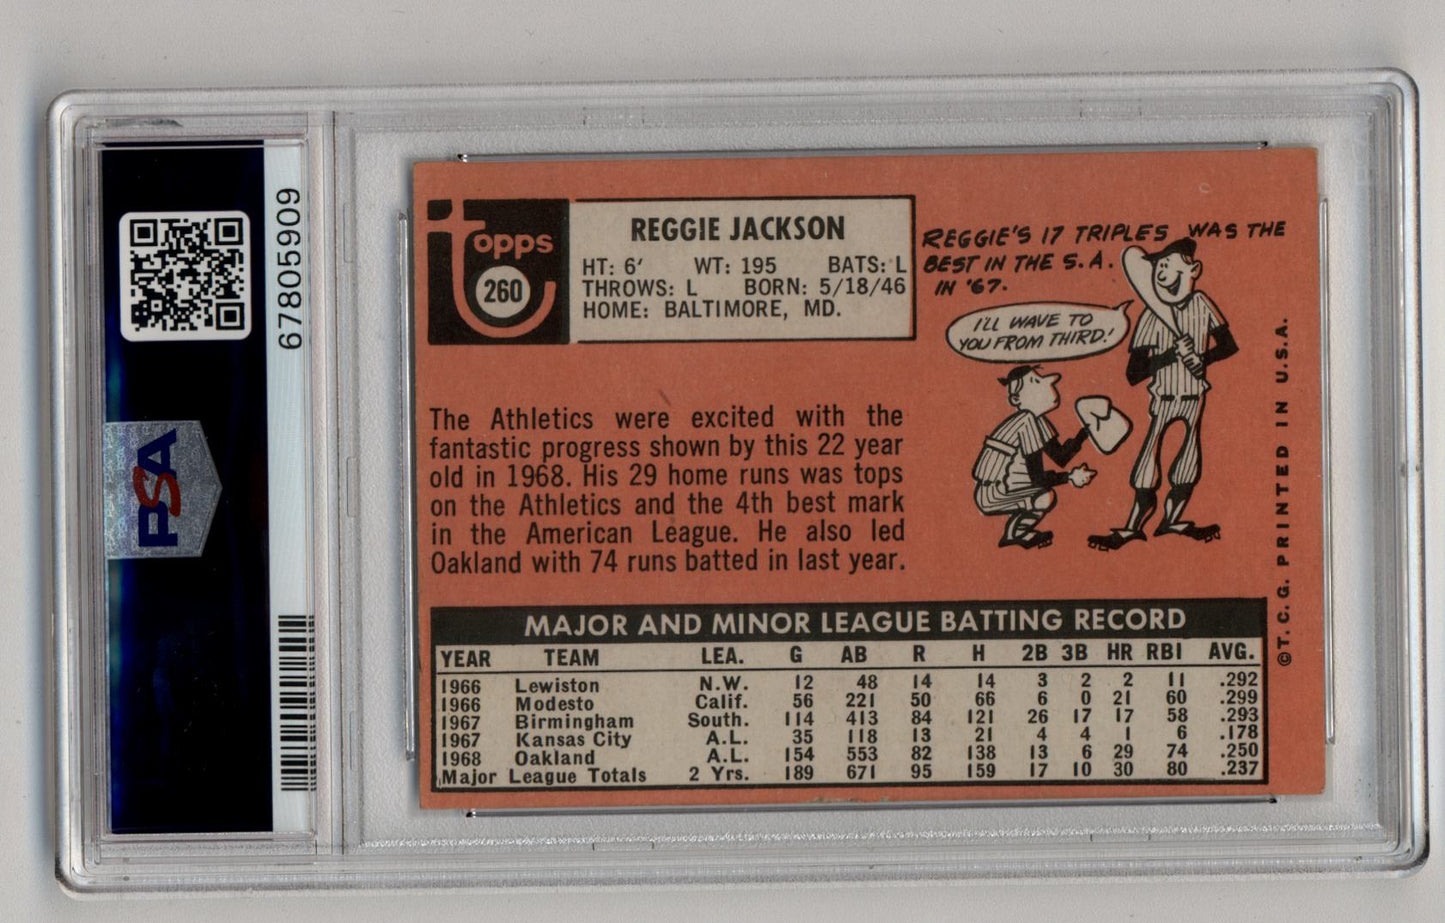 67805909
PSA
topps
260
REGGIE JACKSON
HT: 6' WT: 195 BATS: L
THROWS: L BORN: 5/18/46
HOME: BALTIMORE, MD.
REGGIE'S 17 TRIPLES WAS THE
BEST IN THE S.A.
IN '67.
I'LL WAVE TO
YOU FROM THIRD!
The Athletics were excited with the
fantastic progress shown by this 22 year
old in 1968. His 29 home runs was tops
on the Athletics and the 4th best mark
in the American League. He also led
Oakland with 74 runs batted in last year.
MAJOR AND MINOR LEAGUE BATTING RECORD
YEAR TEAM LEA. G AB R H 2B 3B HR RBI AVG.
1966 Lewiston N.W. 12 48 14 14 3 2 2 11 .292
1966 Modesto Calif. 56 221 50 66 6 0 21 60 .299
1967 Birmingham South. 114 413 84 121 26 17 17 58 .293
1967 Kansas City A.L. 35 118 13 21 4 4 1 6 .178
1968 Oakland A.L. 154 553 82 138 13 6 29 74 .250
Major League Totals 2 Yrs. 189 671 95 159 17 10 30 80 .237
©T.C.G. PRINTED IN U.S.A.